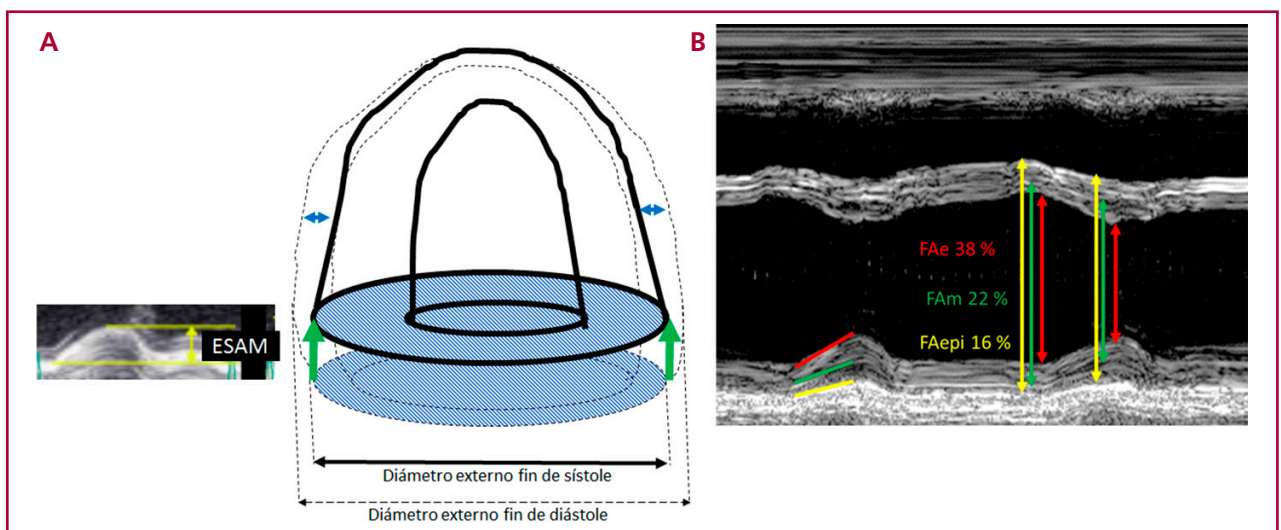 A
ESAM
Diámetro externo fin de sístole
Diámetro externo fin de diástole
B
FAe 38 %
FAm 22 %
FAepi 16 %